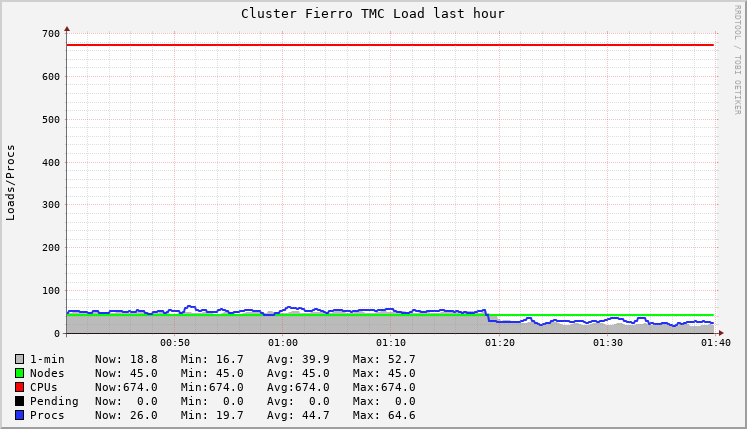 Cluster Fierro TMC Load last hour
RRDTOOL / TOBI OETIKER
Loads/Procs
700
600
500
400
300
200
100
0
00:50 01:00 01:10 01:20 01:30 01:40
1-min Now: 18.8 Min: 16.7 Avg: 39.9 Max: 52.7
Nodes Now: 45.0 Min: 45.0 Avg: 45.0 Max: 45.0
CPUs Now:674.0 Min:674.0 Avg:674.0 Max:674.0
Pending Now: 0.0 Min: 0.0 Avg: 0.0 Max: 0.0
Procs Now: 26.0 Min: 19.7 Avg: 44.7 Max: 64.6